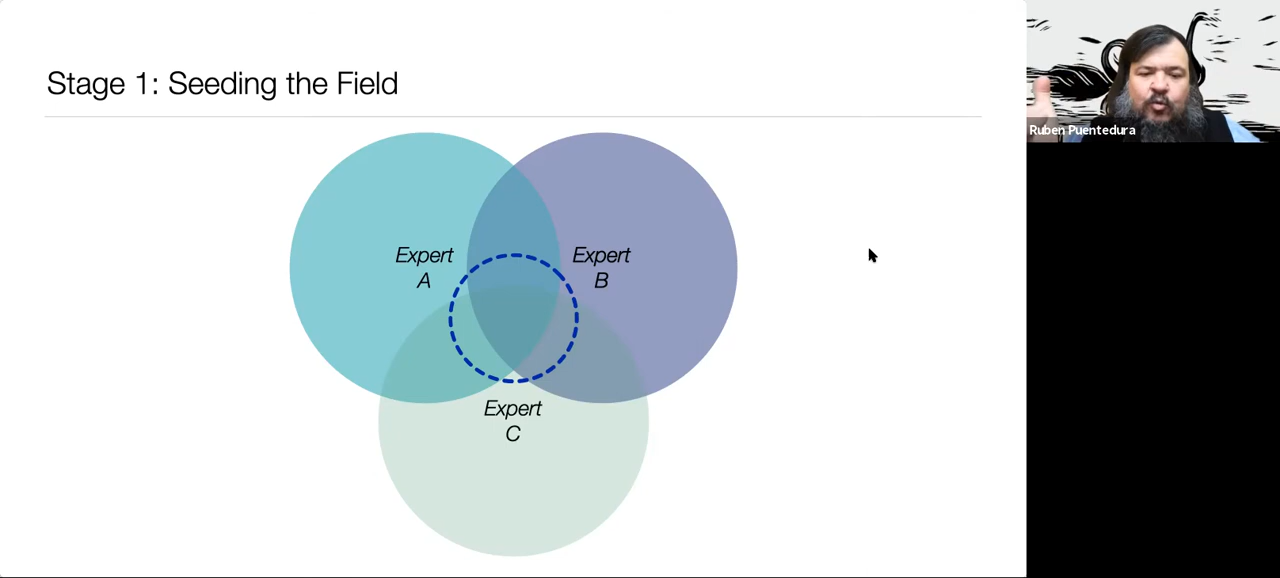 Stage 1: Seeding the Field
Ruben Puentedura
Expert
A
Expert
B
Expert
C